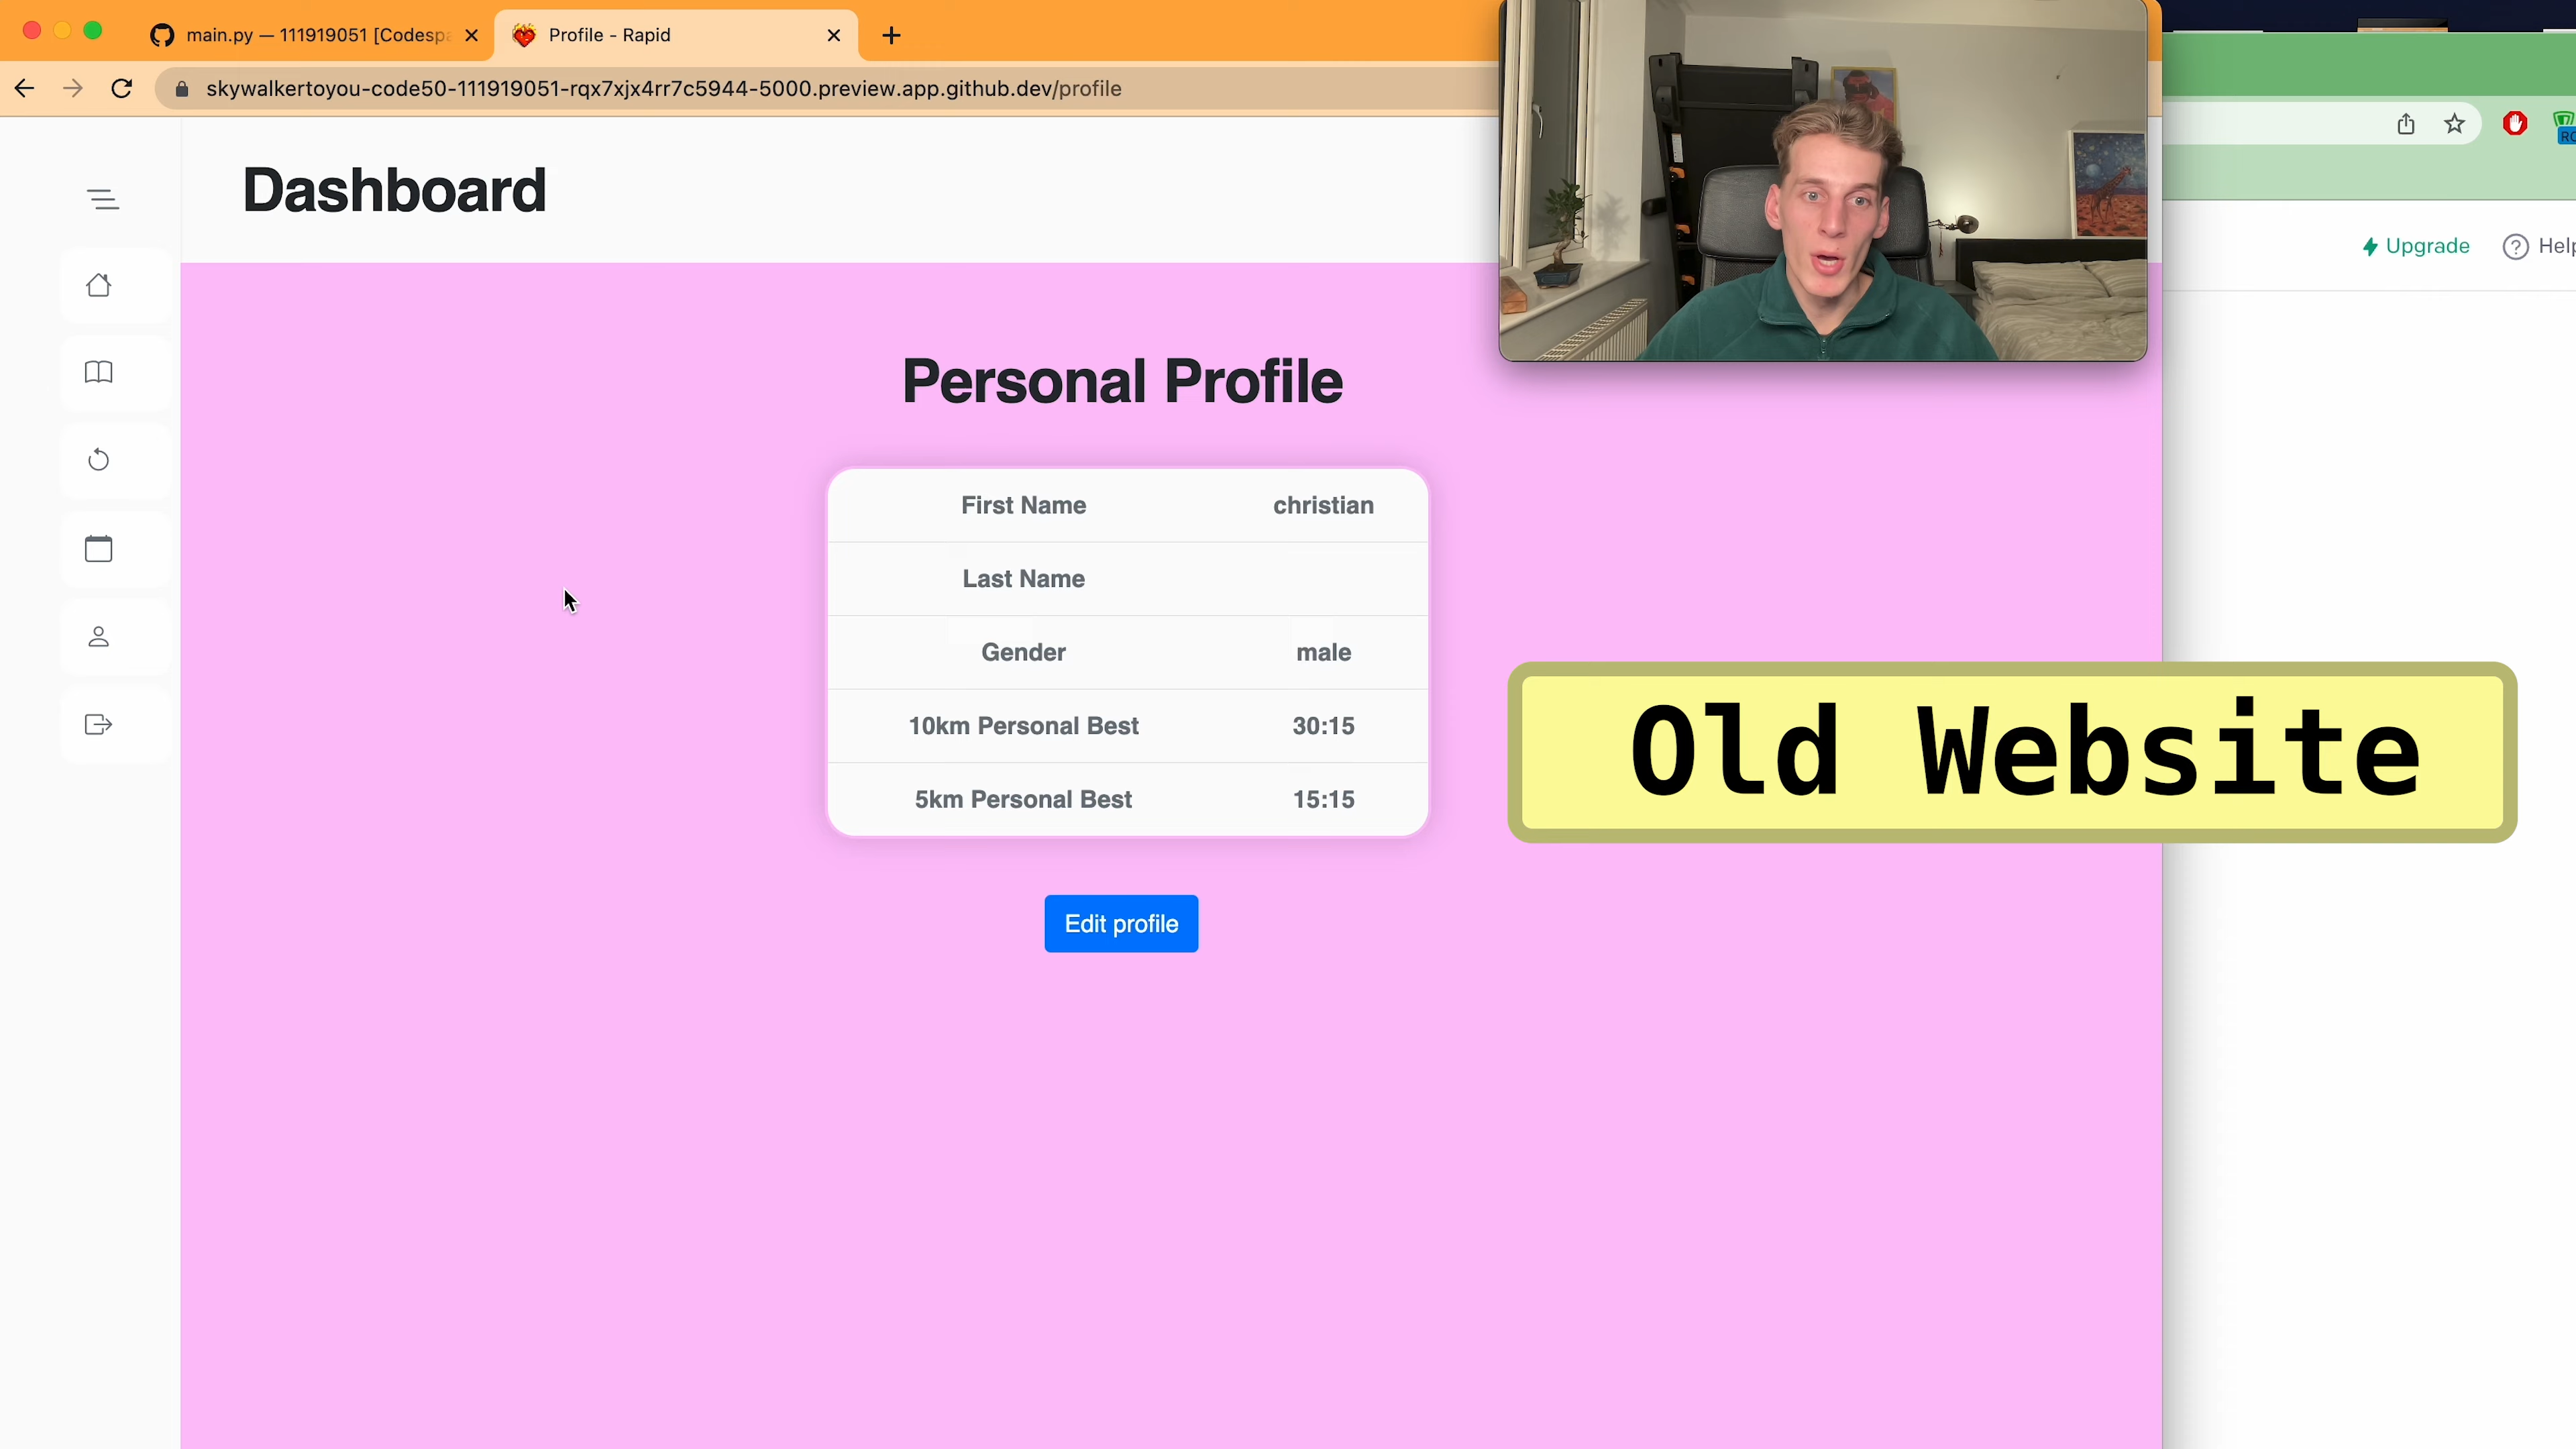 main.py — 111919051 [Codespa
Profile - Rapid
skywalkertoyou-code50-111919051-rqx7xjx4rr7c5944-5000.preview.app.github.dev/profile
Dashboard
Upgrade
Help
Personal Profile
First Name christian
Last Name
Gender male
10km Personal Best 30:15
5km Personal Best 15:15
Edit profile
Old Website